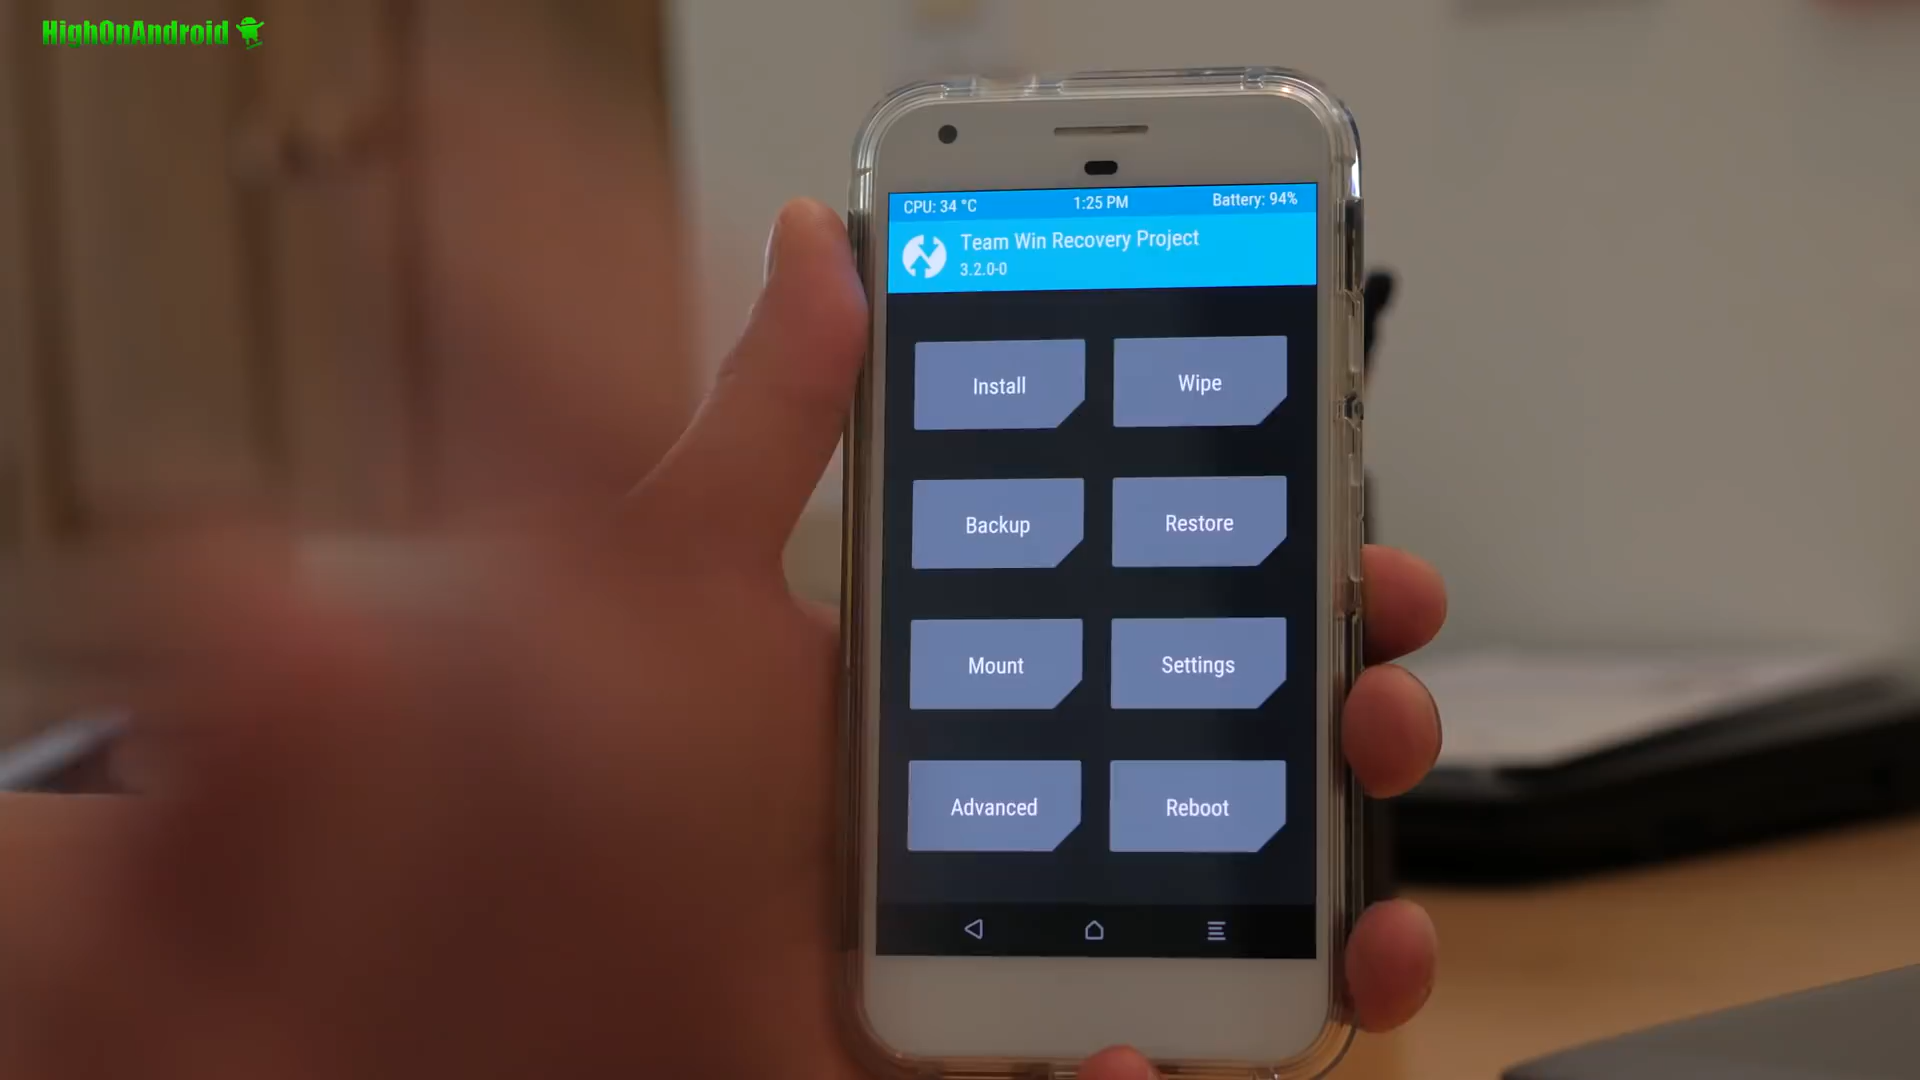 HighOnAndroid
CPU: 34 °C 1:25 PM Battery: 94%
Team Win Recovery Project
3.2.0-0
Install Wipe
Backup Restore
Mount Settings
Advanced Reboot